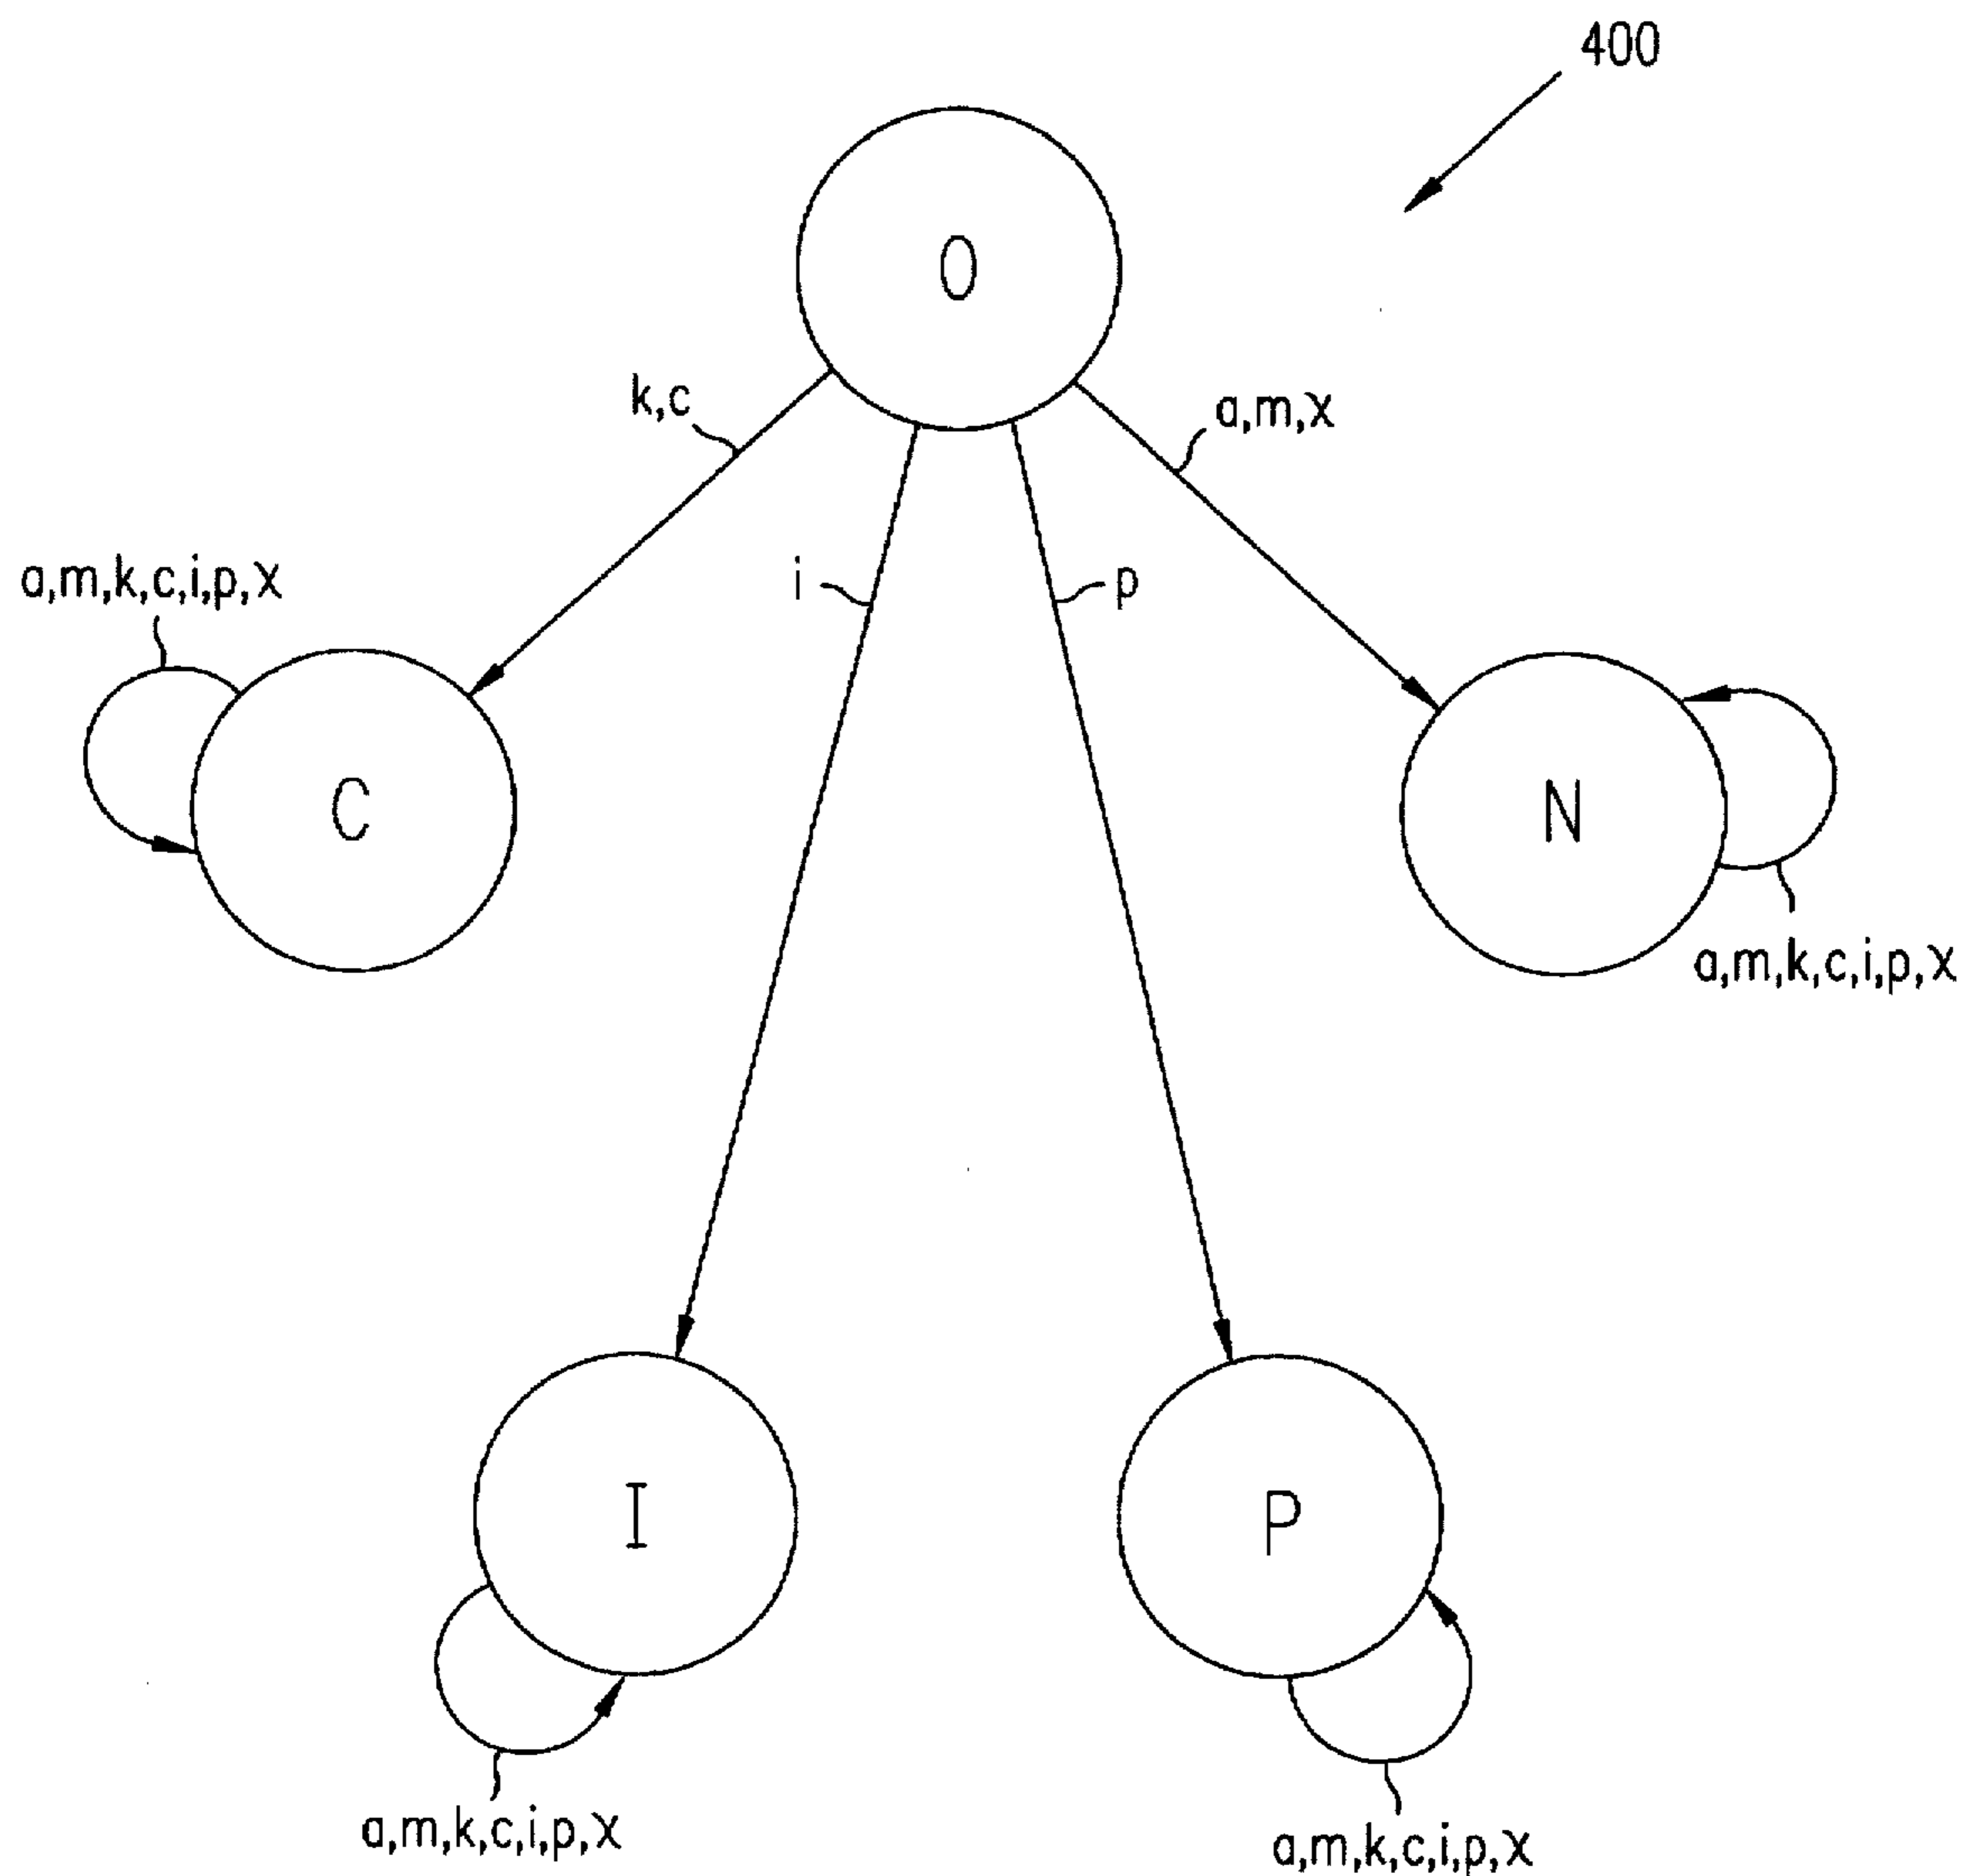 400
O
k,c
a,m,x
a,m,k,c,i,p,x
i
p
C
N
a,m,k,c,i,p,x
I
P
a,m,k,c,i,p,x
a,m,k,c,i,p,x